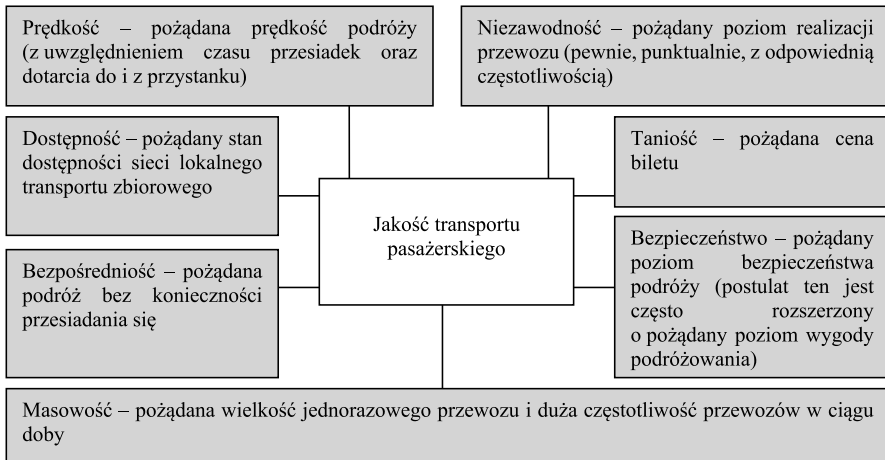 Prędkość – pożądana prędkość podróży
(z uwzględnieniem czasu przesiadek oraz
dotarcia do i z przystanku)
Niezawodność – pożądany poziom realizacji
przewozu (pewnie, punktualnie, z odpowiednią
częstotliwością)
Dostępność – pożądany stan
dostępności sieci lokalnego
transportu zbiorowego
Taniość – pożądana cena
biletu
Jakość transportu
pasażerskiego
Bezpośredniość – pożądana
podróż bez konieczności
przesiadania się
Bezpieczeństwo – pożądany
poziom bezpieczeństwa
podróży (postulat ten jest
często rozszerzony
o pożądany poziom wygody
podróżowania)
Masowość – pożądana wielkość jednorazowego przewozu i duża częstotliwość przewozów w ciągu
doby